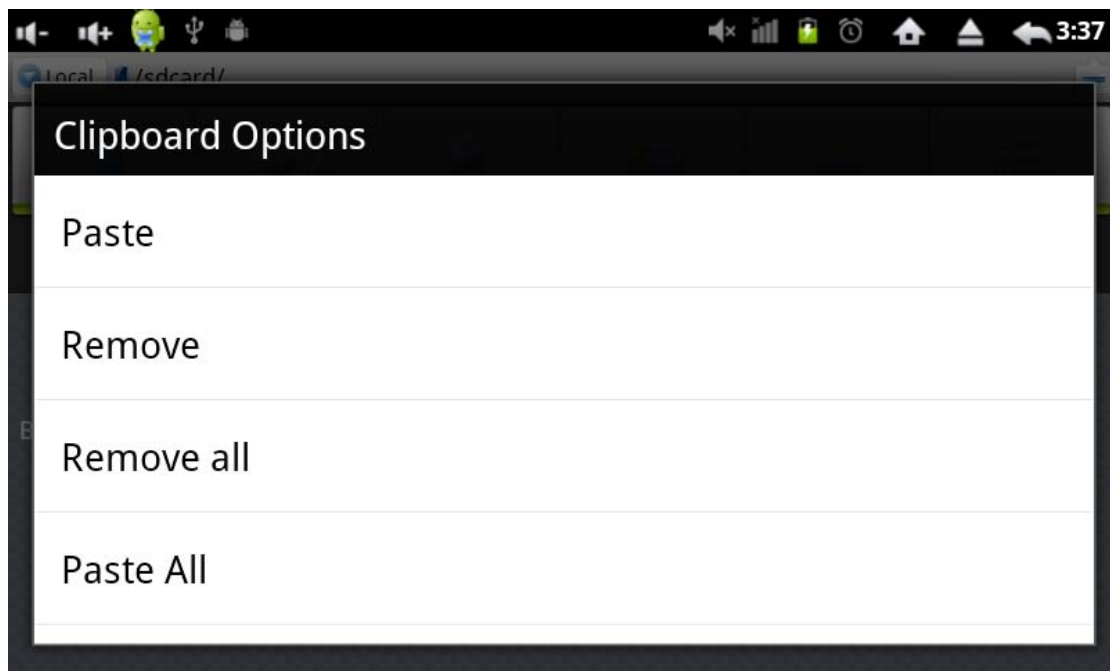 3:37
Local /sdcard/
Clipboard Options
Paste
Remove
Remove all
Paste All